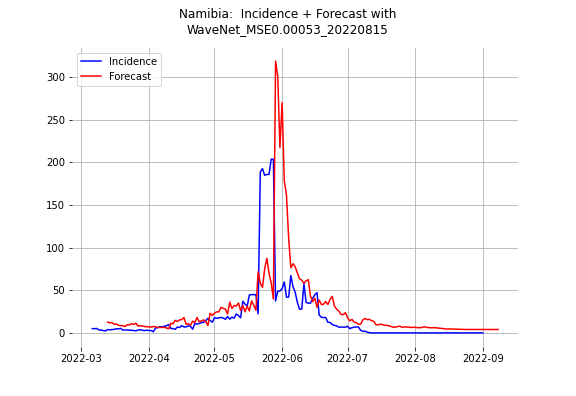 Namibia:  Incidence + Forecast with
WaveNet_MSE0.00053_20220815
Incidence
Forecast
300
250
200
150
100
50
0
2022-03 2022-04 2022-05 2022-06 2022-07 2022-08 2022-09